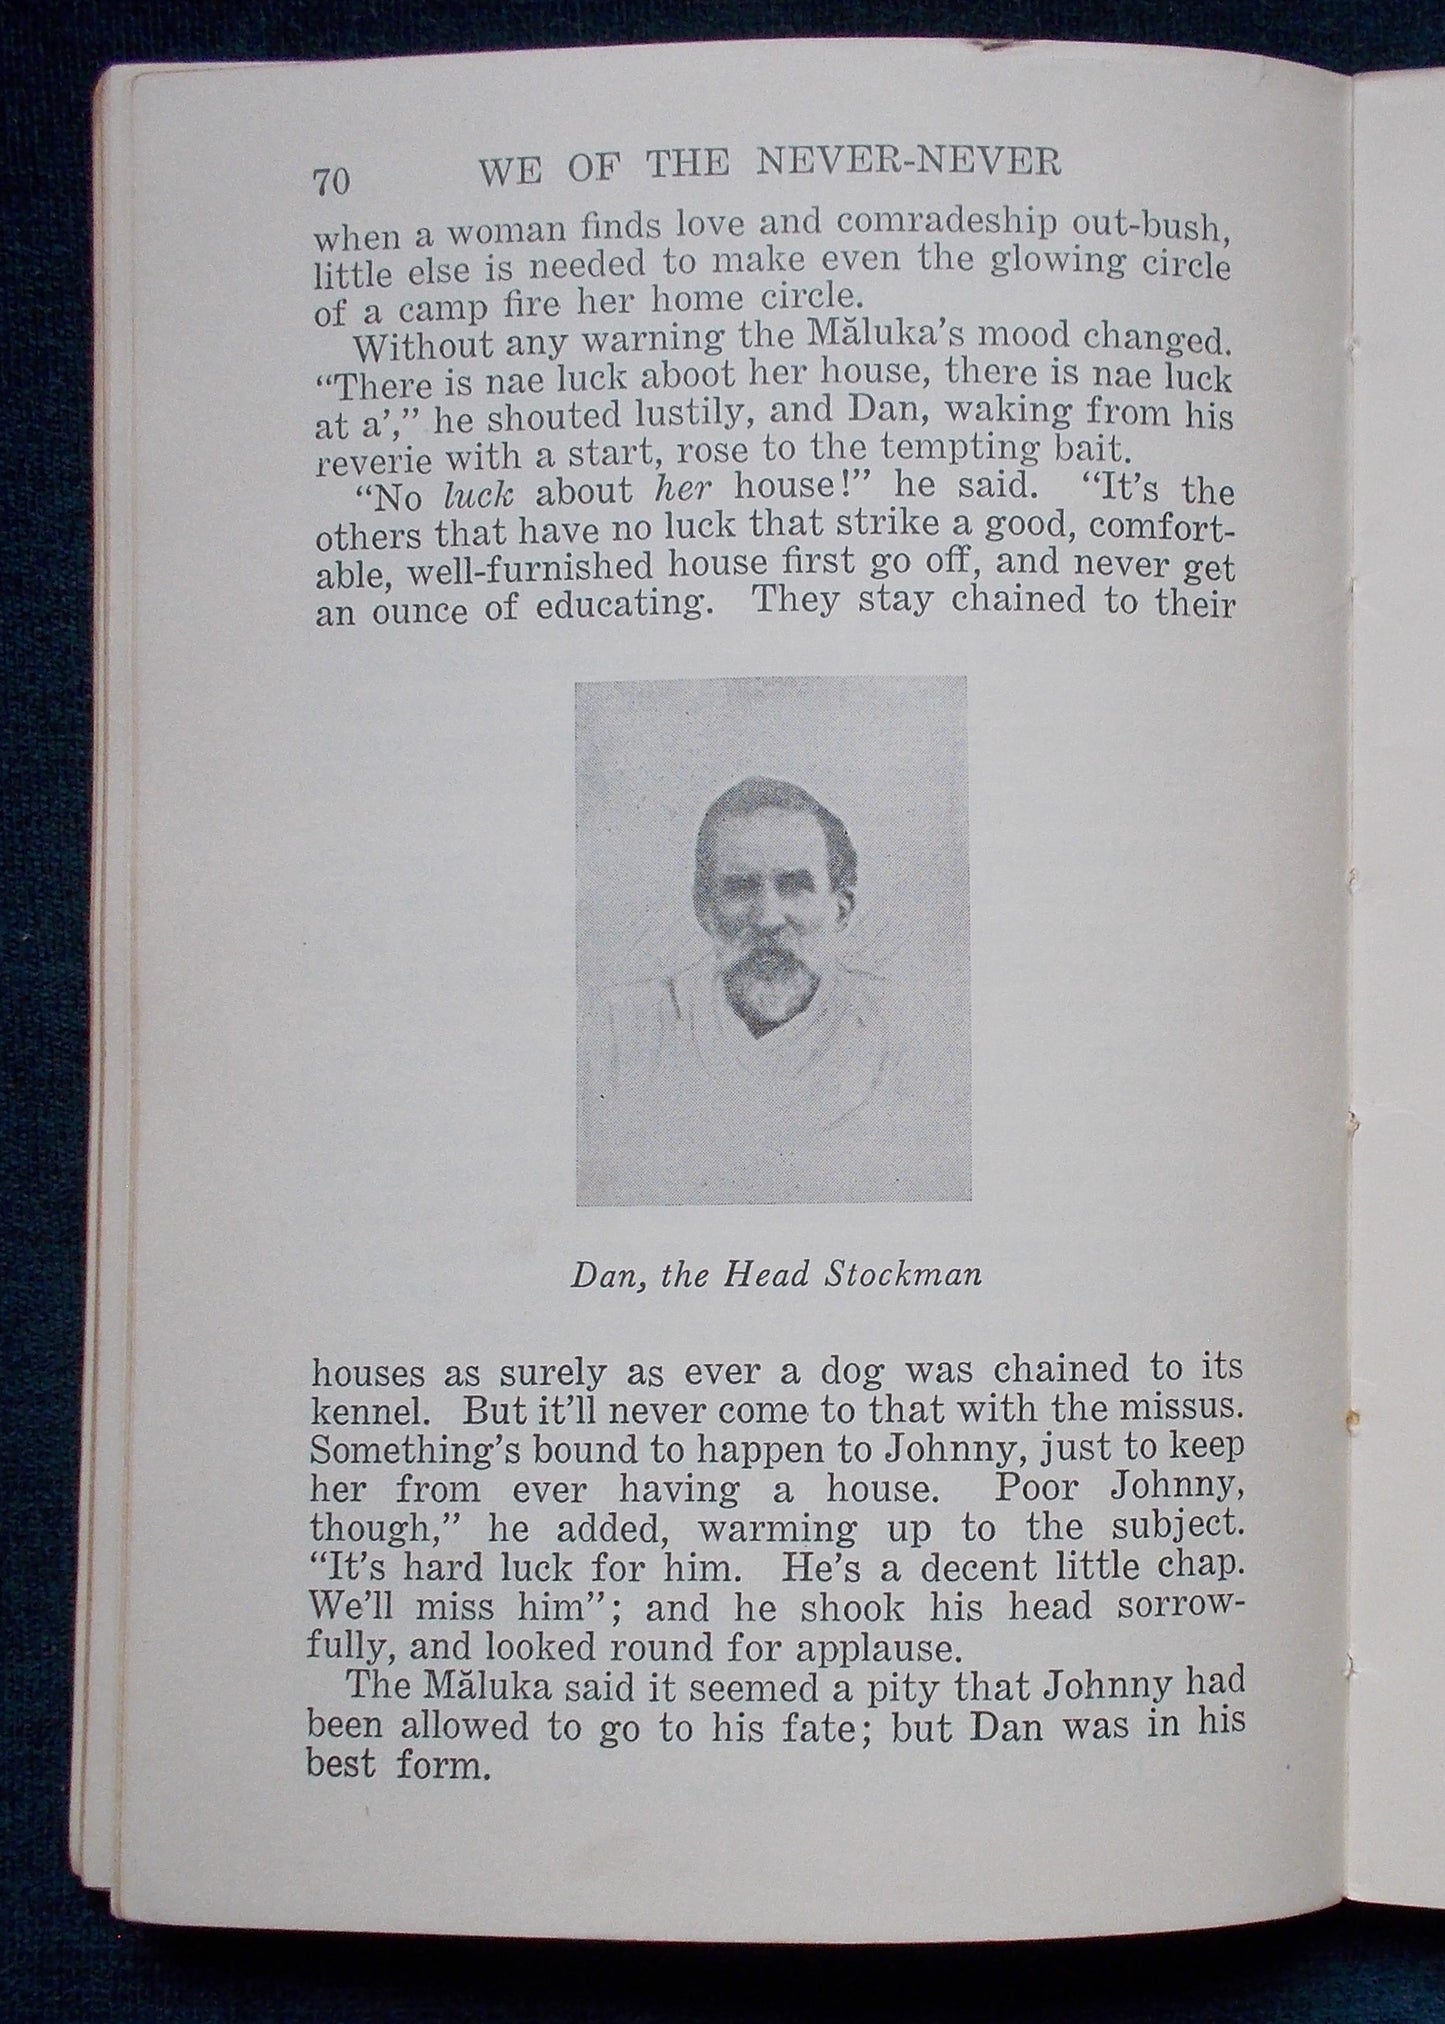 70 WE OF THE NEVER-NEVER
when a woman finds love and comradeship out-bush,
little else is needed to make even the glowing circle
of a camp fire her home circle.
Without any warning the Măluka's mood changed.
“There is nae luck aboot her house, there is nae luck
at a’,” he shouted lustily, and Dan, waking from his
reverie with a start, rose to the tempting bait.
“No luck about her house!” he said. “It’s the
others that have no luck that strike a good, comfort-
able, well-furnished house first go off, and never get
an ounce of educating. They stay chained to their
Dan, the Head Stockman
houses as surely as ever a dog was chained to its
kennel. But it’ll never come to that with the missus.
Something’s bound to happen to Johnny, just to keep
her from ever having a house. Poor Johnny,
though,” he added, warming up to the subject.
“It’s hard luck for him. He’s a decent little chap.
We’ll miss him”; and he shook his head sorrow-
fully, and looked round for applause.
The Măluka said it seemed a pity that Johnny had
been allowed to go to his fate; but Dan was in his
best form.